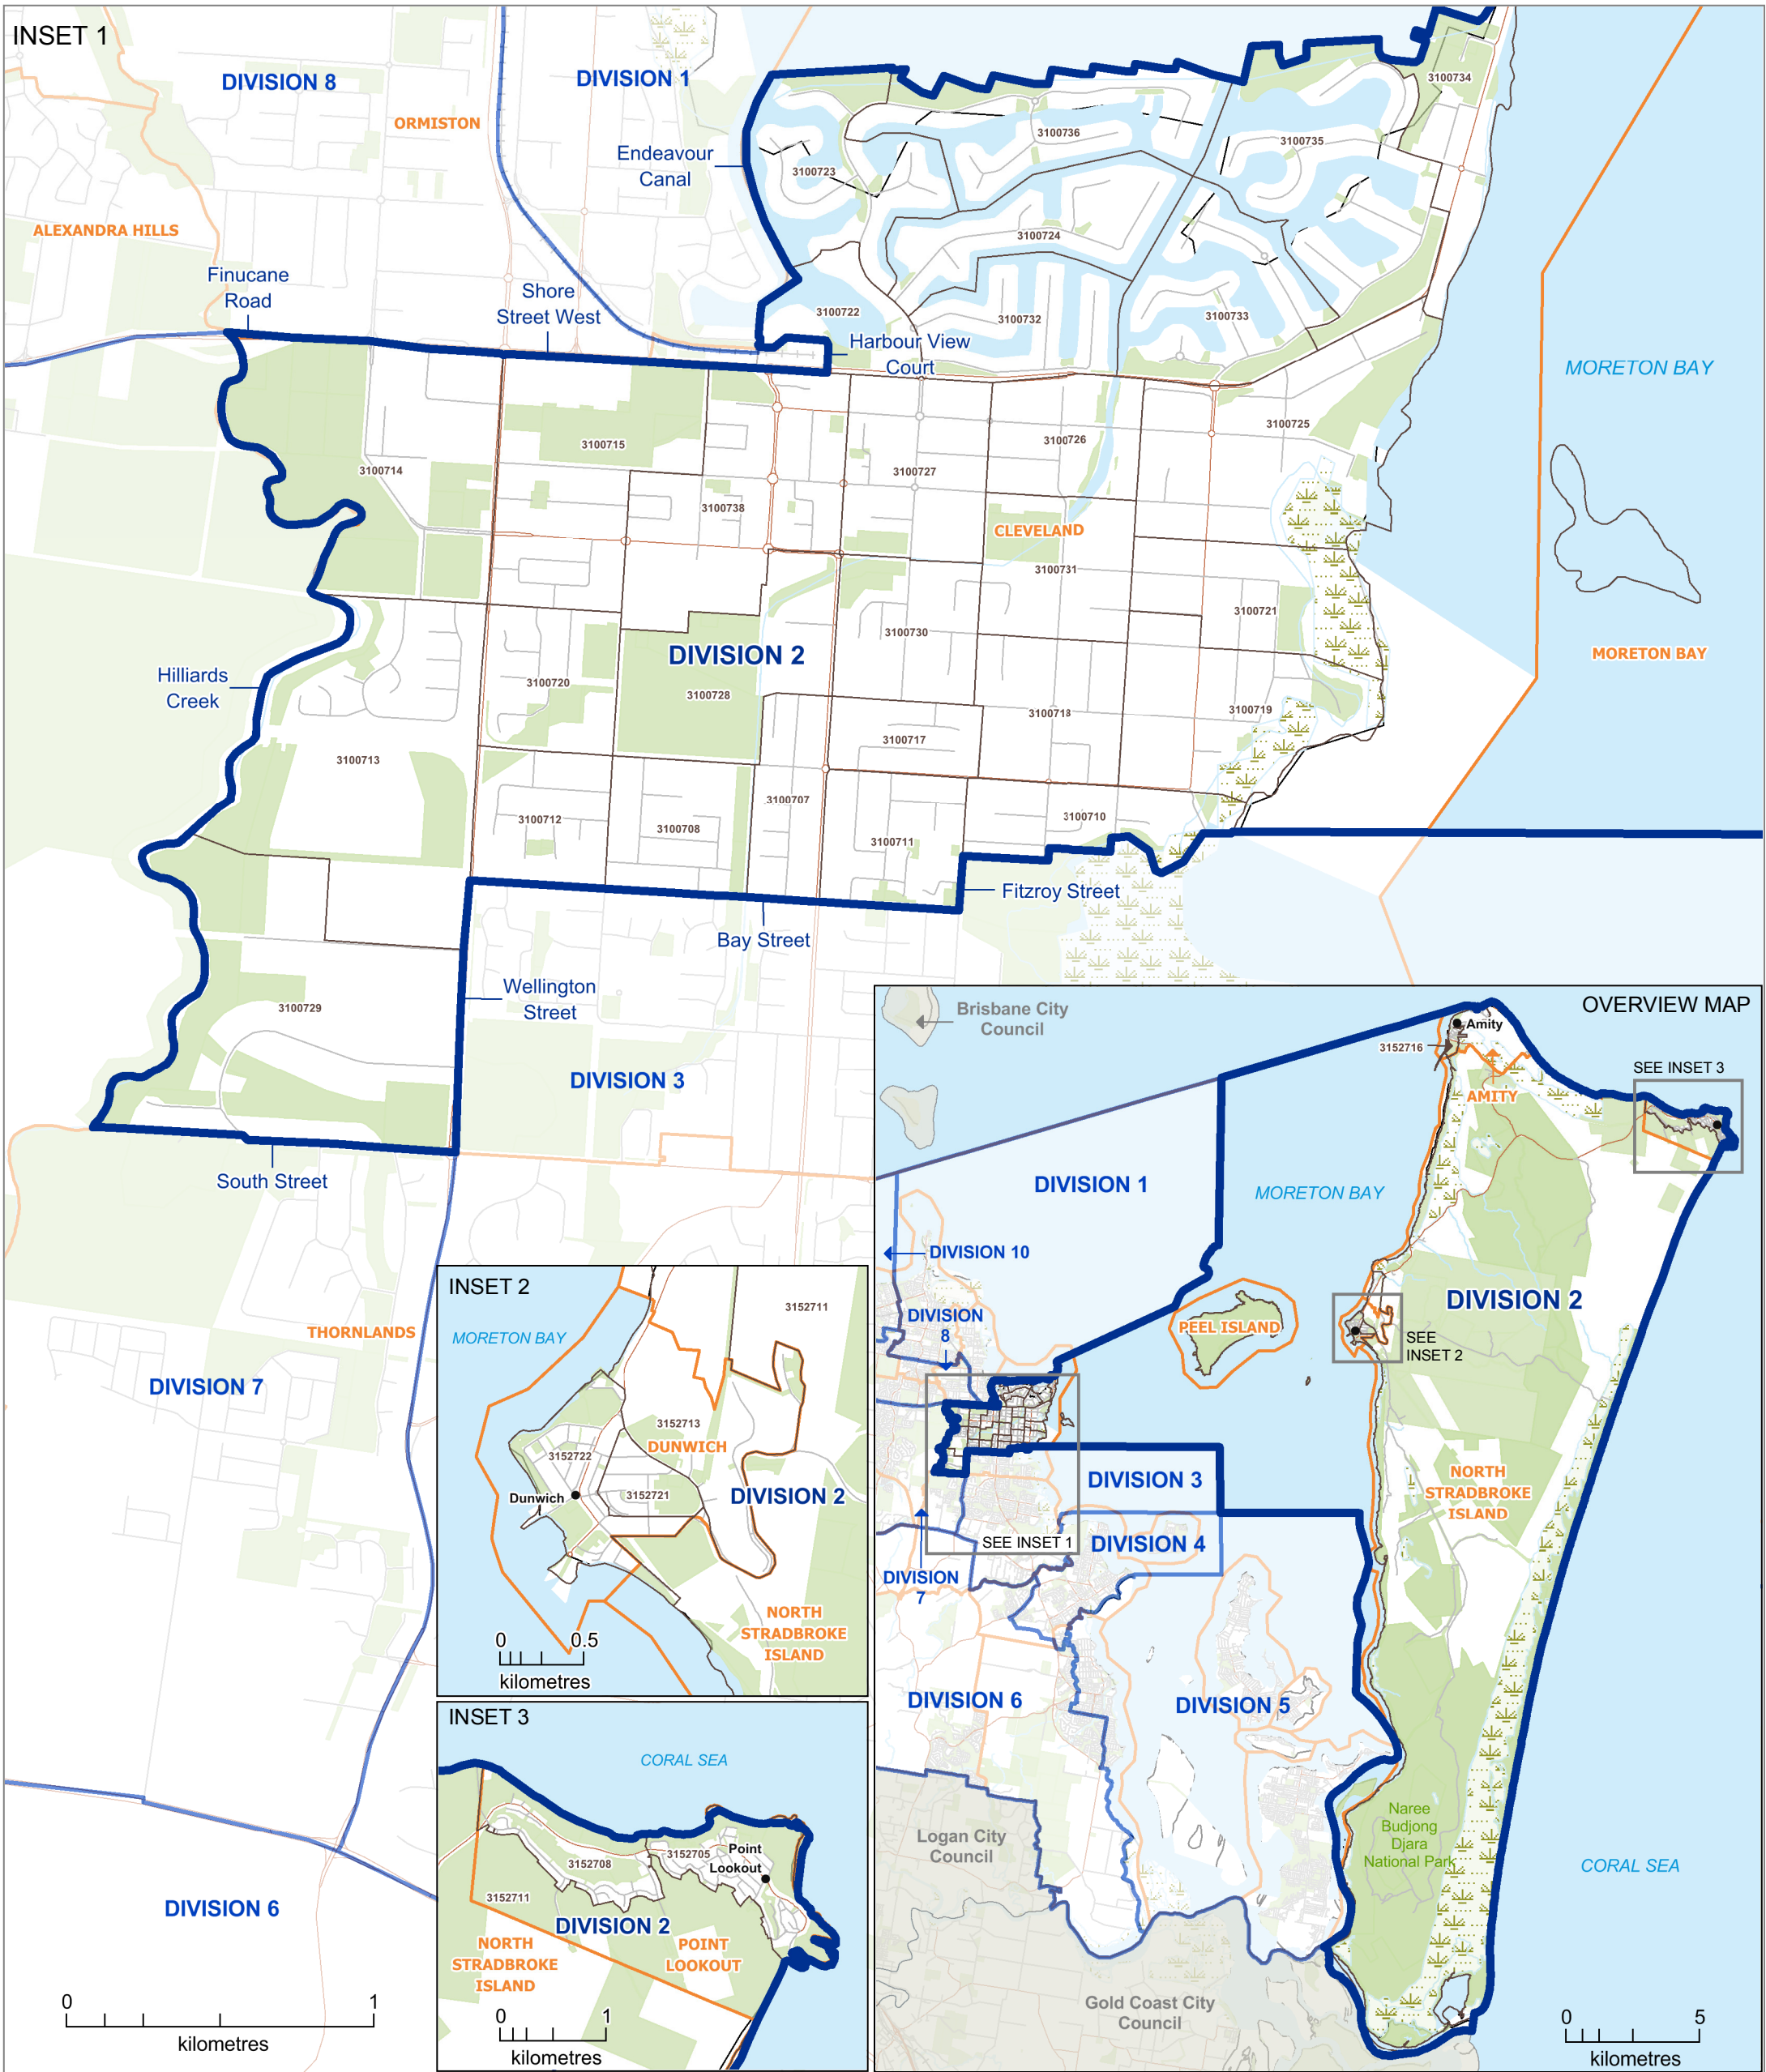 INSET 1
DIVISION 8
DIVISION 1
ORMISTON
ALEXANDRA HILLS
Endeavour
Canal
Finucane
Road
Shore
Street West
Harbour View
Court
3100734
3100736
3100735
3100723
3100724
3100722
3100732
3100733
MORETON BAY
3100725
3100715
3100726
3100714
3100727
3100738
CLEVELAND
3100731
3100721
3100730
MORETON BAY
DIVISION 2
Hilliards
Creek
3100720
3100728
3100718
3100719
3100717
3100713
3100707
3100712
3100708
3100710
3100711
Fitzroy Street
Bay Street
Wellington
Street
3100729
DIVISION 3
South Street
THORNLANDS
DIVISION 7
DIVISION 6
0 1
kilometres
INSET 2
MORETON BAY
3152711
3152713
DUNWICH
3152722
3152721
Dunwich
DIVISION 2
NORTH
STRADBROKE
ISLAND
0 0.5
kilometres
INSET 3
CORAL SEA
Point
Lookout
3152705
3152708
3152711
DIVISION 2
NORTH
STRADBROKE
ISLAND
POINT
LOOKOUT
0 1
kilometres
OVERVIEW MAP
Brisbane City
Council
Amity
3152716
AMITY
SEE INSET 3
DIVISION 1
MORETON BAY
DIVISION 10
DIVISION
8
PEEL ISLAND
DIVISION 2
SEE
INSET 2
DIVISION 3
NORTH
STRADBROKE
ISLAND
SEE INSET 1
DIVISION 4
DIVISION
7
DIVISION 6
DIVISION 5
Naree
Budjong
Djara
National Park
Logan City
Council
CORAL SEA
Gold Coast City
Council
0 5
kilometres